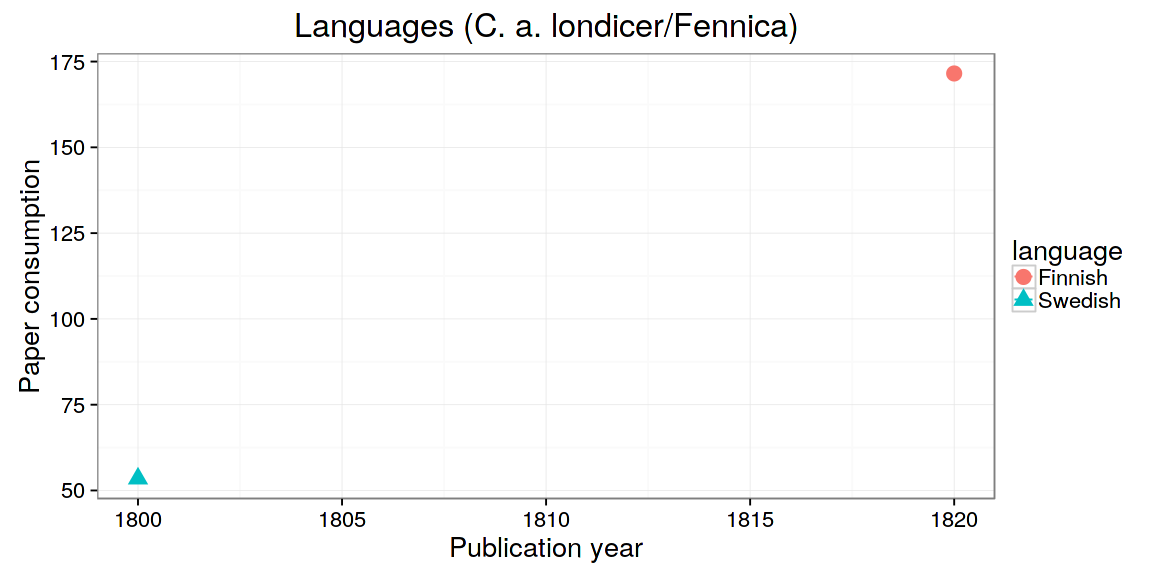 Languages (C. a. londicer/Fennica)
175
150
125
100
75
50
Paper consumption
1800 1805 1810 1815 1820
Publication year
language
Finnish
Swedish